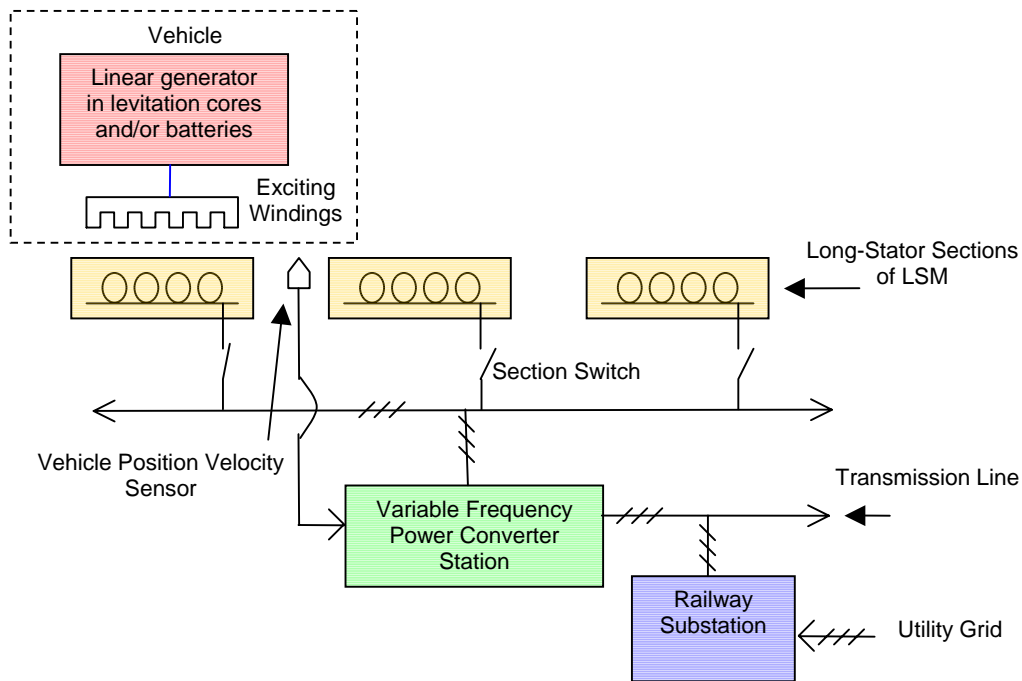 Vehicle
Linear generator
in levitation cores
and/or batteries
Exciting
Windings
Long-Stator Sections
of LSM
Section Switch
Vehicle Position Velocity
Sensor
Transmission Line
Variable Frequency
Power Converter
Station
Railway
Substation
Utility Grid